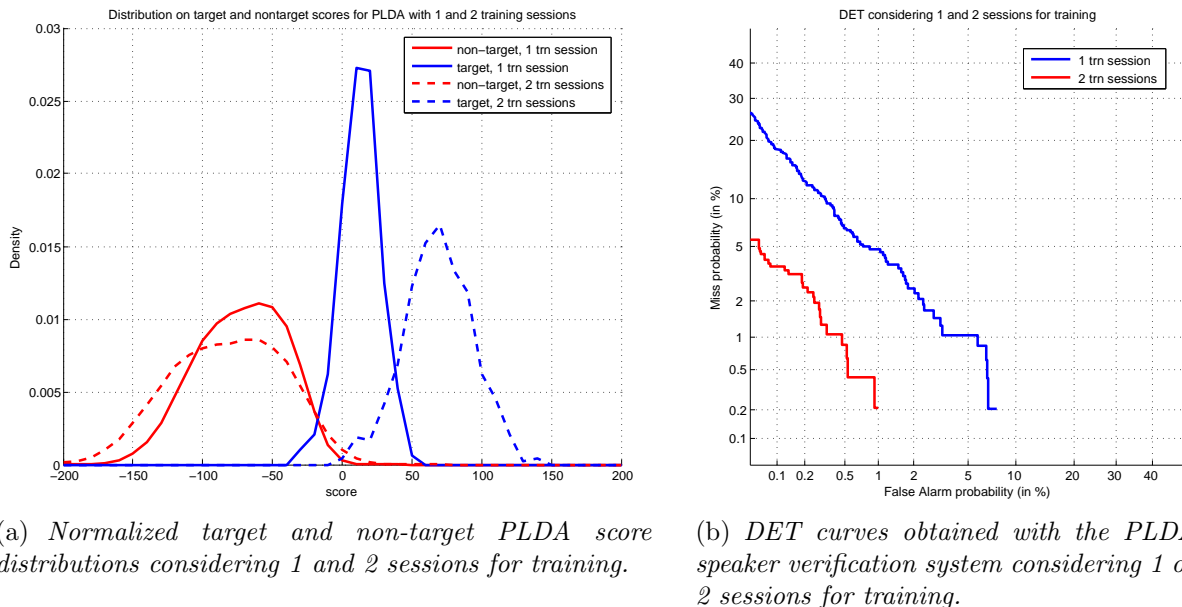 Distribution on target and nontarget scores for PLDA with 1 and 2 training sessions
0.03
0.025
0.02
0.015
0.01
0.005
0
Density
non-target, 1 trn session
target, 1 trn session
non-target, 2 trn sessions
target, 2 trn sessions
−200 −150 −100 −50 0 50 100 150 200
score
DET considering 1 and 2 sessions for training
40
30
20
10
5
2
1
0.5
0.2
0.1
Miss probability (in %)
1 trn session
2 trn sessions
0.1 0.2 0.5 1 2 5 10 20 30 40
False Alarm probability (in %)
(a) Normalized target and non-target PLDA score
distributions considering 1 and 2 sessions for training.
(b) DET curves obtained with the PLDA
speaker verification system considering 1 o
2 sessions for training.